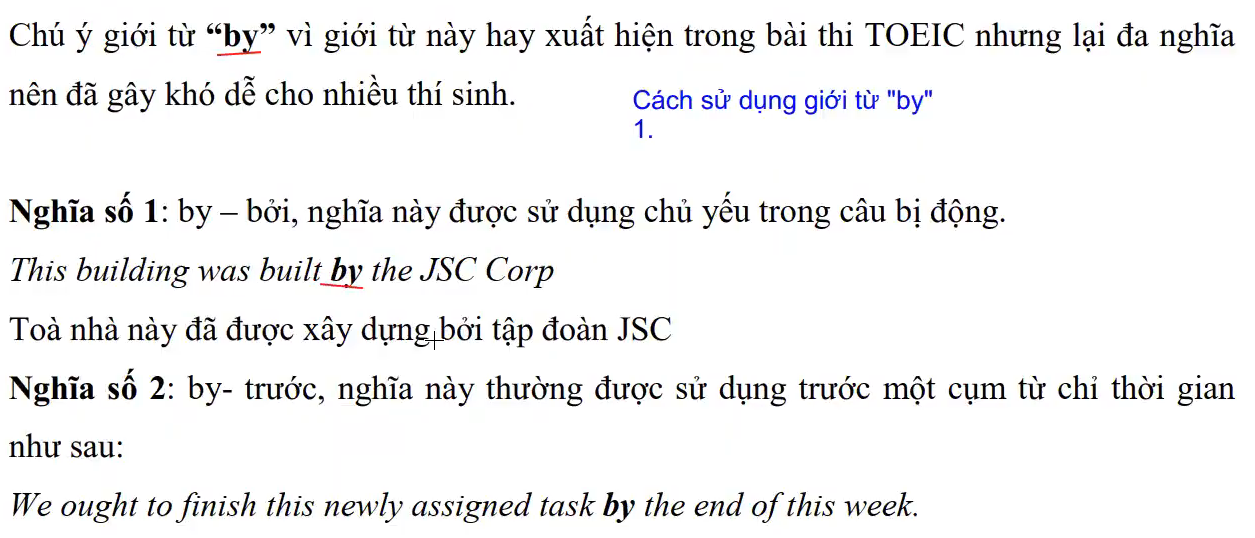 Chú ý giới từ “by” vì giới từ này hay xuất hiện trong bài thi TOEIC nhưng lại đa nghĩa
nên đã gây khó dễ cho nhiều thí sinh.
Cách sử dụng giới từ "by"
1.
Nghĩa số 1: by – bởi, nghĩa này được sử dụng chủ yếu trong câu bị động.
This building was built by the JSC Corp
Toà nhà này đã được xây dựng bởi tập đoàn JSC
Nghĩa số 2: by- trước, nghĩa này thường được sử dụng trước một cụm từ chỉ thời gian
như sau:
We ought to finish this newly assigned task by the end of this week.